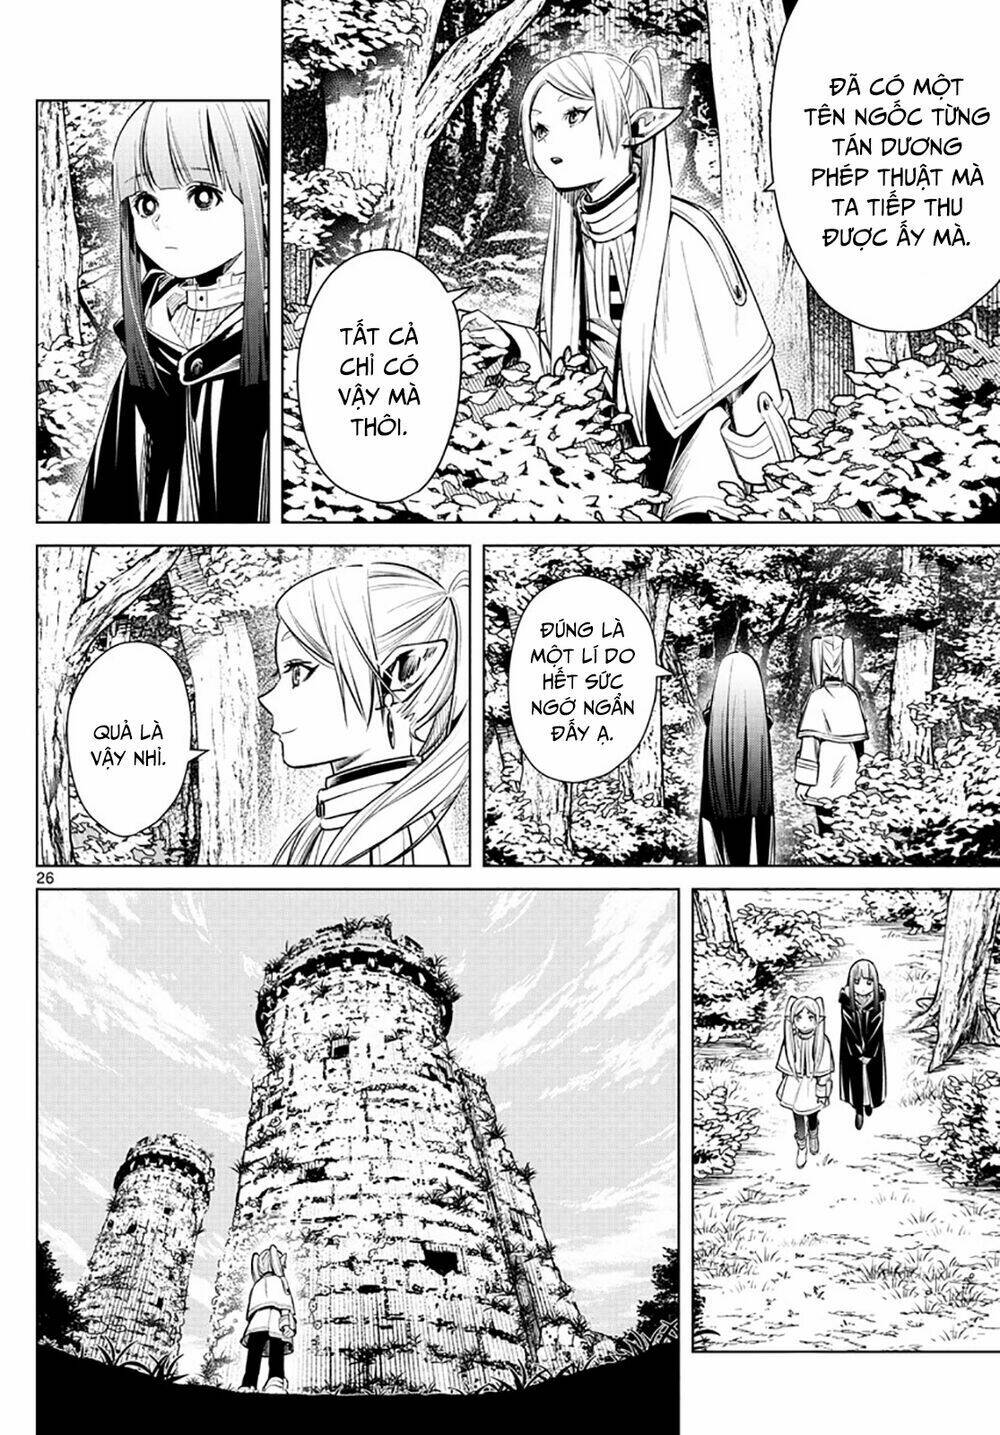 ĐÃ CÓ MỘT
TÊN NGỐC TỪNG
TÁN DƯƠNG
PHÉP THUẬT MÀ
TA TIẾP THU
ĐƯỢC ẤY MÀ.
TẤT CẢ
CHỈ CÓ
VẬY MÀ
THÔI.
ĐÚNG LÀ
MỘT LÍ DO
HẾT SỨC
NGỚ NGẨN
ĐẤY Ạ.
QUẢ LÀ
VẬY NHỈ.
26